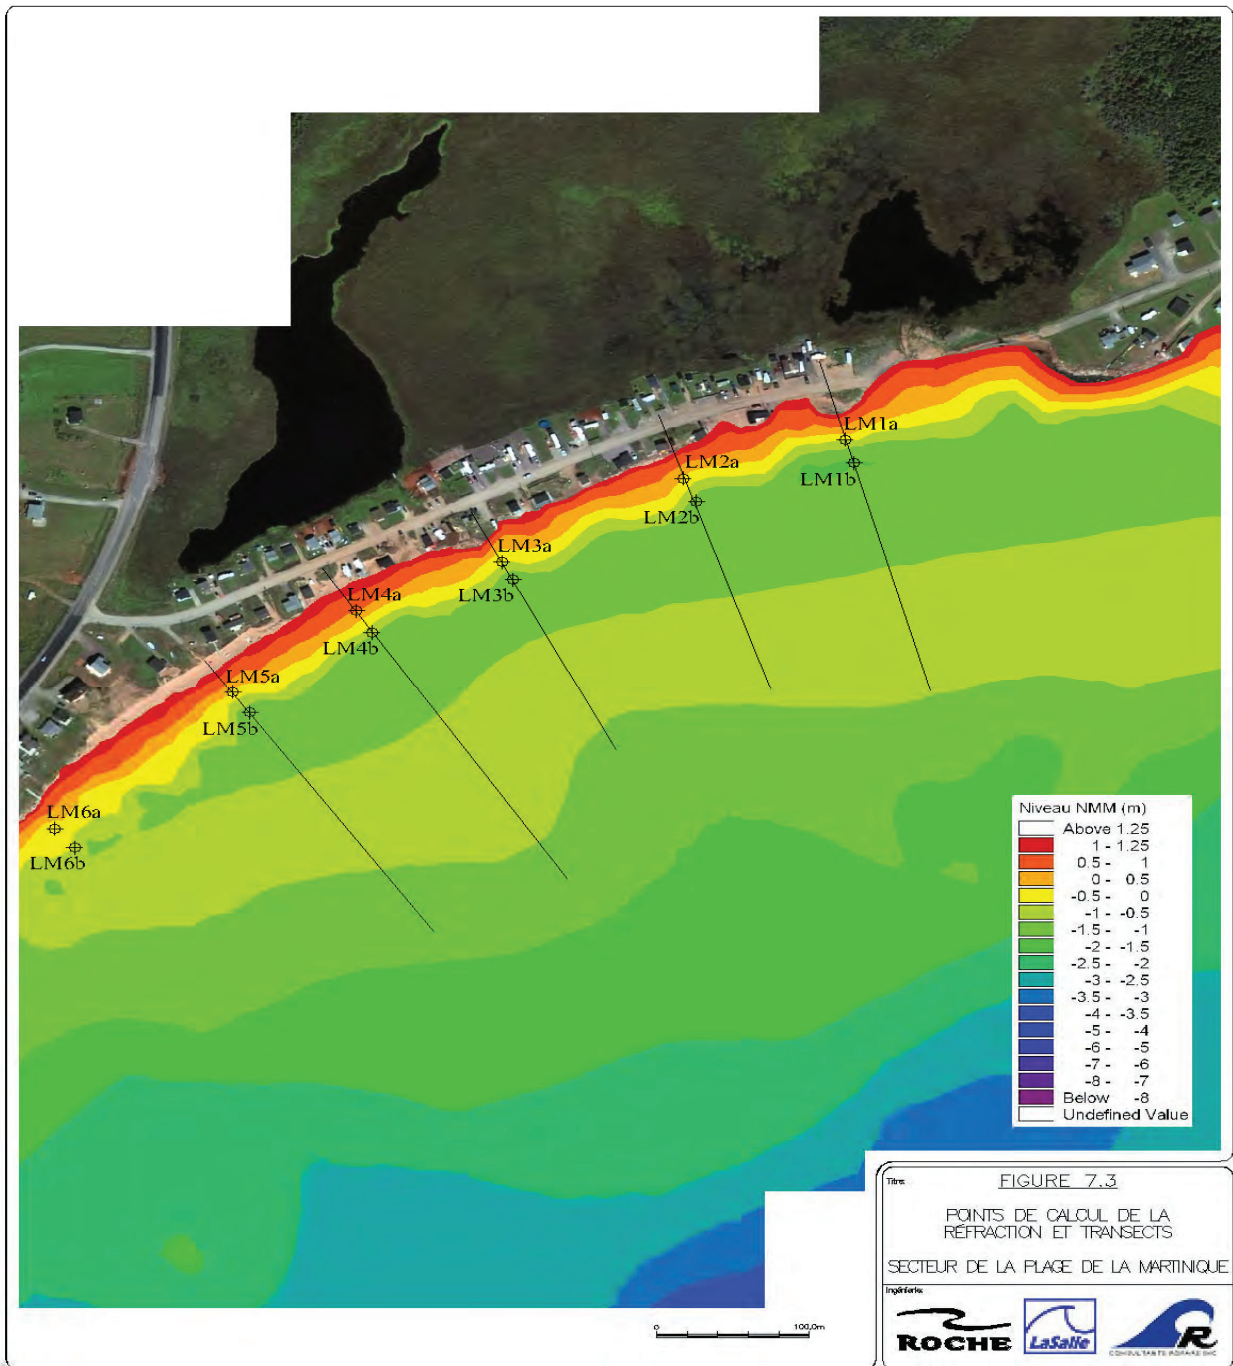 LM1a
LM1b
LM2a
LM2b
LM3a
LM3b
LM4a
LM4b
LM5a
LM5b
LM6a
LM6b
Niveau NMM (m)
Above 1.25
1 - 1.25
0.5 - 1
0 - 0.5
-0.5 - 0
-1 - -0.5
-1.5 - -1
-2 - -1.5
-2.5 - -2
-3 - -2.5
-3.5 - -3
-4 - -3.5
-5 - -4
-6 - -5
-7 - -6
-8 - -7
Below -8
Undefined Value
0 100,0m
Titre:
FIGURE 7.3
POINTS DE CALCUL DE LA
RÉFRACTION ET TRANSECTS
SECTEUR DE LA PLAGE DE LA MARTINIQUE
Ingénierie:
ROCHE
LaSalle
R